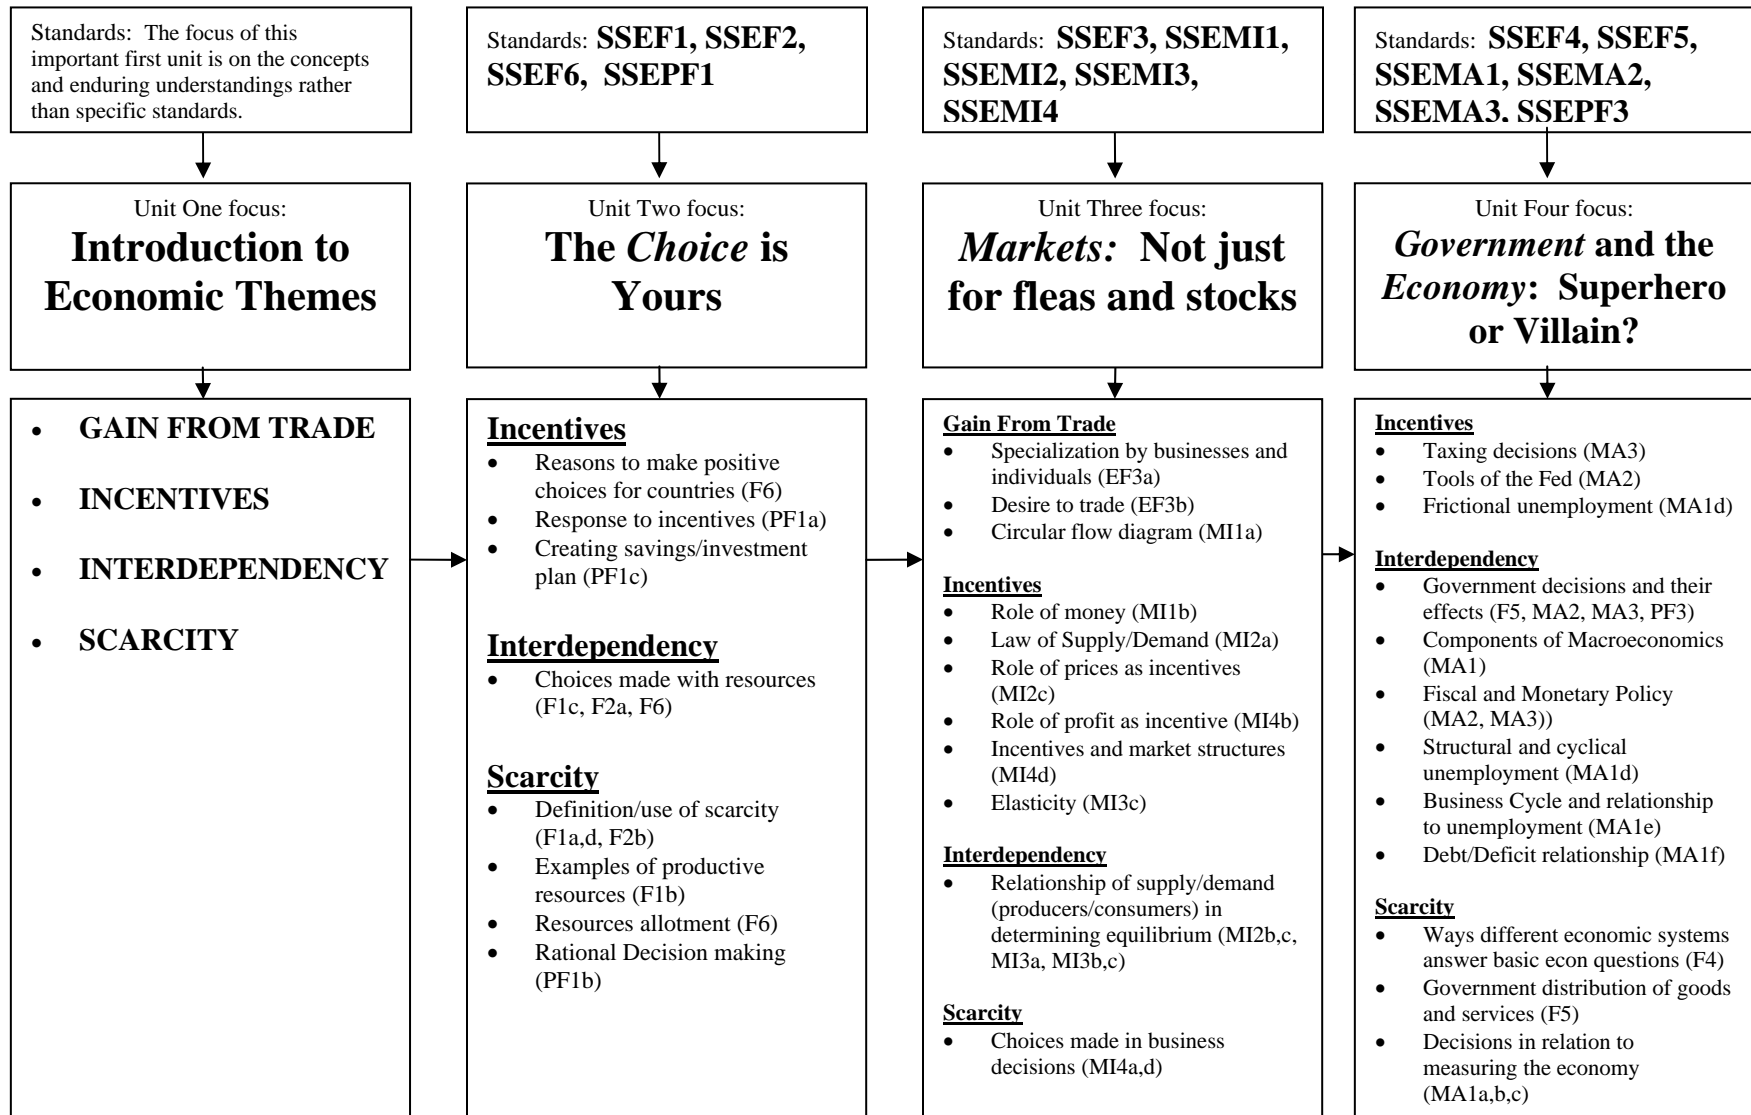 Standards:  The focus of this
important first unit is on the concepts
and enduring understandings rather
than specific standards.
Standards: SSEF1, SSEF2,
SSEF6,  SSEPF1
Standards:  SSEF3, SSEMI1,
SSEMI2, SSEMI3,
SSEMI4
Standards:  SSEF4, SSEF5,
SSEMA1, SSEMA2,
SSEMA3, SSEPF3
Unit One focus:
Introduction to
Economic Themes
Unit Two focus:
The Choice is
Yours
Unit Three focus:
Markets:  Not just
for fleas and stocks
Unit Four focus:
Government and the
Economy:  Superhero
or Villain?
• GAIN FROM TRADE
• INCENTIVES
• INTERDEPENDENCY
• SCARCITY
Incentives
• Reasons to make positive
choices for countries (F6)
• Response to incentives (PF1a)
• Creating savings/investment
plan (PF1c)
Interdependency
• Choices made with resources
(F1c, F2a, F6)
Scarcity
• Definition/use of scarcity
(F1a,d, F2b)
• Examples of productive
resources (F1b)
• Resources allotment (F6)
• Rational Decision making
(PF1b)
Gain From Trade
• Specialization by businesses and
individuals (EF3a)
• Desire to trade (EF3b)
• Circular flow diagram (MI1a)
Incentives
• Role of money (MI1b)
• Law of Supply/Demand (MI2a)
• Role of prices as incentives
(MI2c)
• Role of profit as incentive (MI4b)
• Incentives and market structures
(MI4d)
• Elasticity (MI3c)
Interdependency
• Relationship of supply/demand
(producers/consumers) in
determining equilibrium (MI2b,c,
MI3a, MI3b,c)
Scarcity
• Choices made in business
decisions (MI4a,d)
Incentives
• Taxing decisions (MA3)
• Tools of the Fed (MA2)
• Frictional unemployment (MA1d)
Interdependency
• Government decisions and their
effects (F5, MA2, MA3, PF3)
• Components of Macroeconomics
(MA1)
• Fiscal and Monetary Policy
(MA2, MA3))
• Structural and cyclical
unemployment (MA1d)
• Business Cycle and relationship
to unemployment (MA1e)
• Debt/Deficit relationship (MA1f)
Scarcity
• Ways different economic systems
answer basic econ questions (F4)
• Government distribution of goods
and services (F5)
• Decisions in relation to
measuring the economy
(MA1a,b,c)